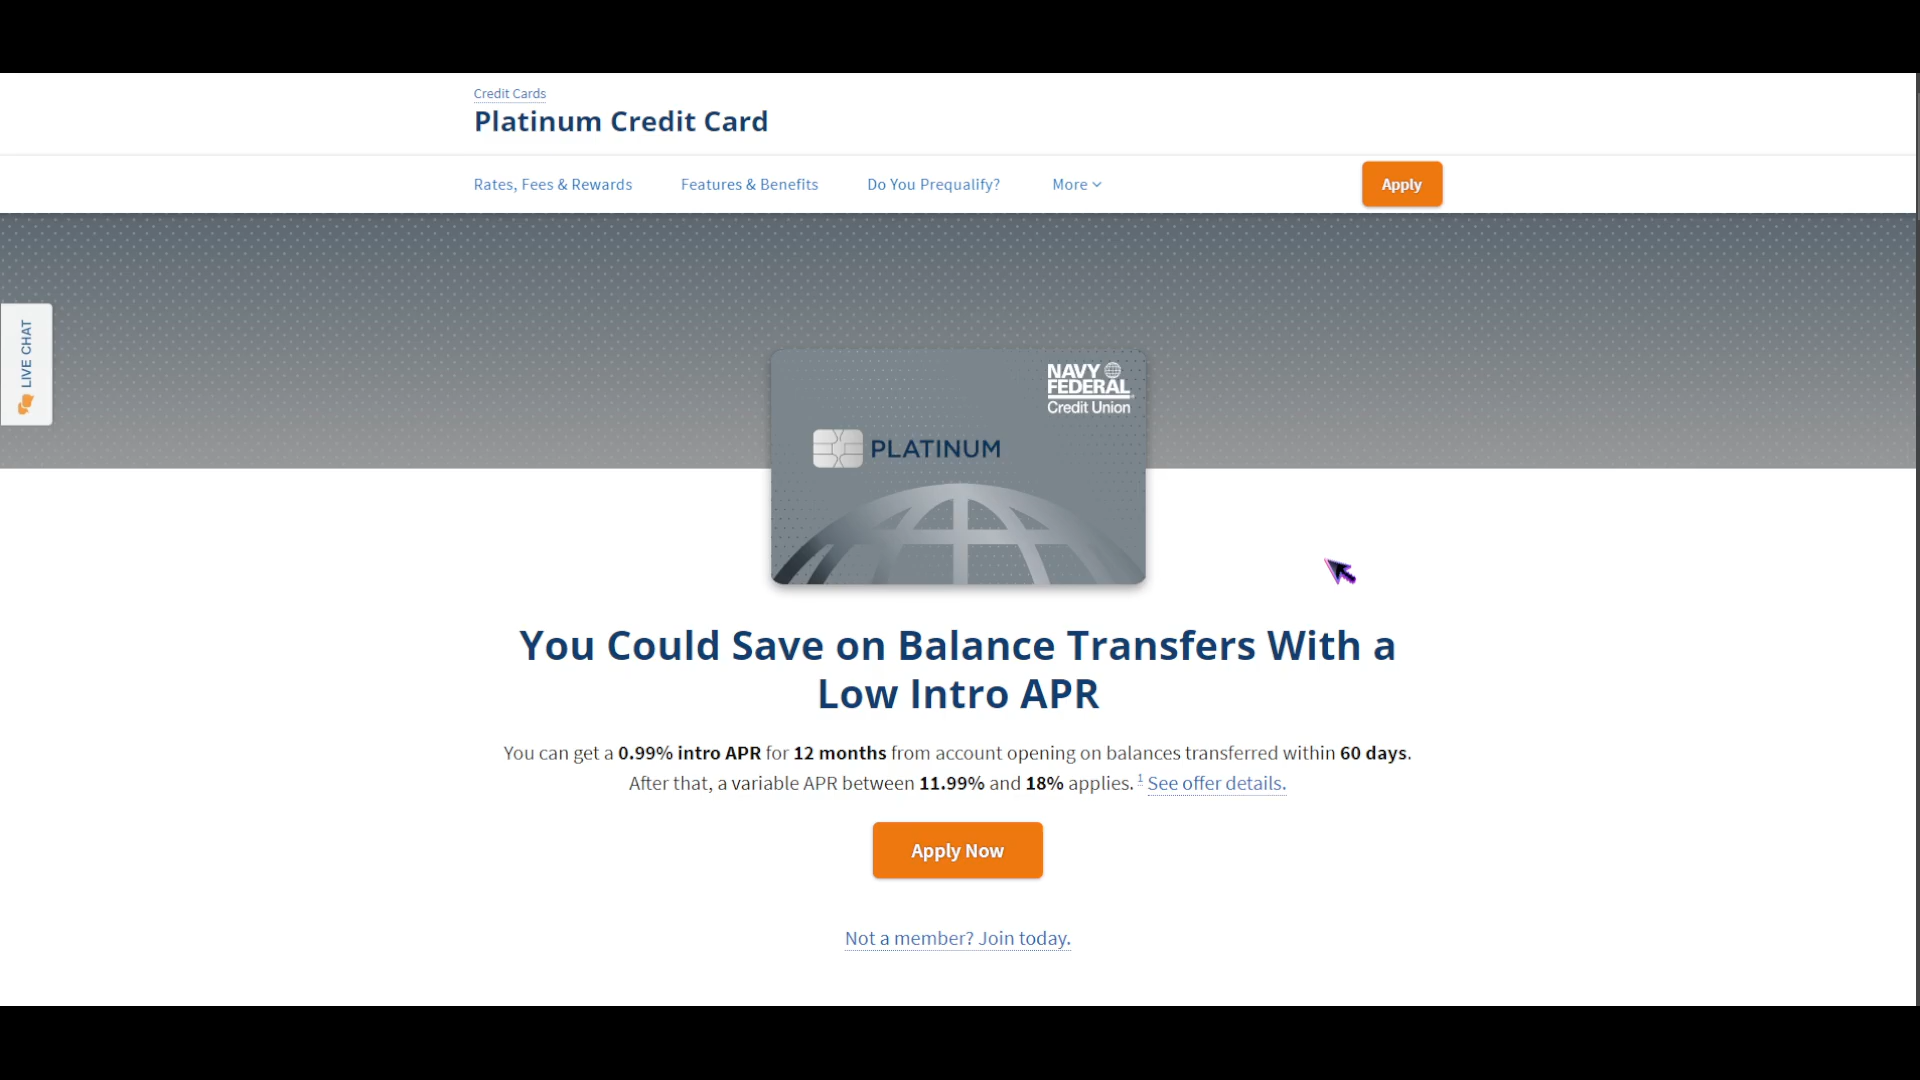 Credit Cards
Platinum Credit Card
Rates, Fees & Rewards Features & Benefits Do You Prequalify? More Apply
LIVE CHAT
NAVY
FEDERAL
Credit Union
PLATINUM
You Could Save on Balance Transfers With a
Low Intro APR
You can get a 0.99% intro APR for 12 months from account opening on balances transferred within 60 days.
After that, a variable APR between 11.99% and 18% applies. 1 See offer details.
Apply Now
Not a member? Join today.